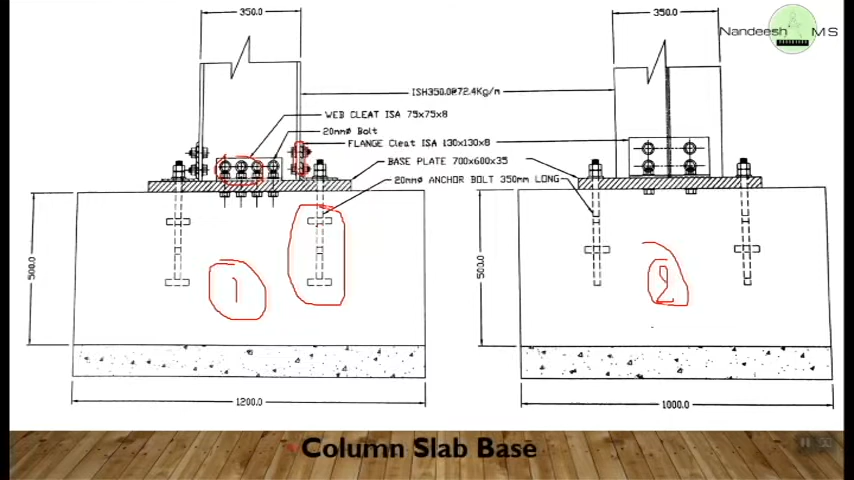 350.0
350.0
Nandeesh MS
ISH350.0@72.4Kg/m
WEB CLEAT ISA 75x75x8
20mmø Bolt
FLANGE Cleat ISA 130x130x8
BASE PLATE 700x600x35
20mmø ANCHOR BOLT 350mm LONG
500.0
500.0
1
2
1200.0
1000.0
Column Slab Base